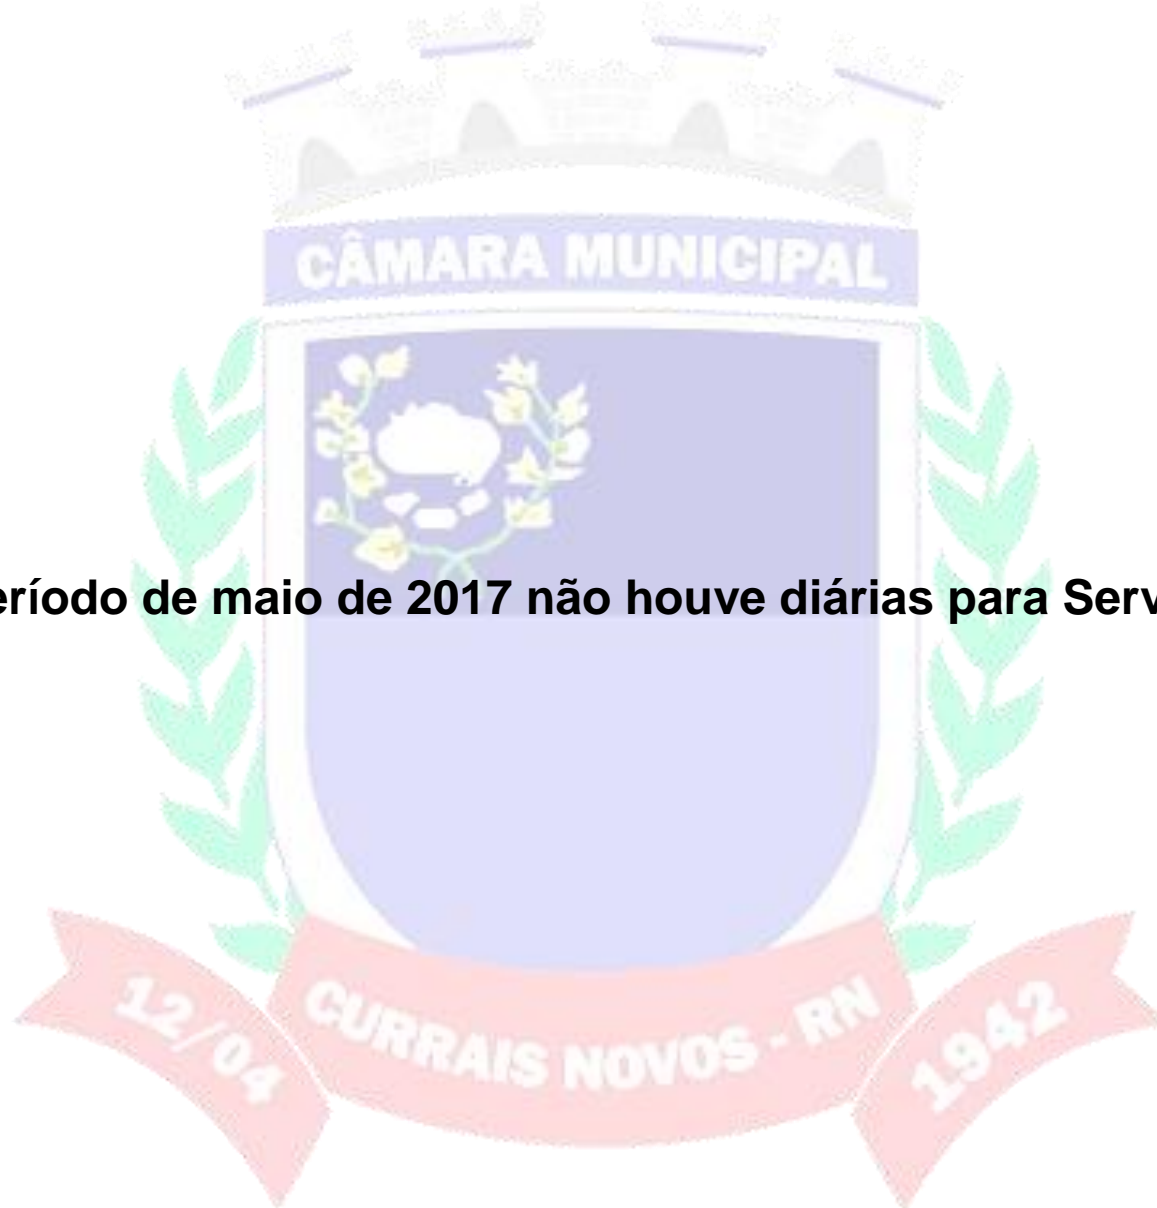 CÂMARA MUNICIPAL
eríodo de maio de 2017 não houve diárias para Serv
12/04
CURRAIS NOVOS - RN
1942